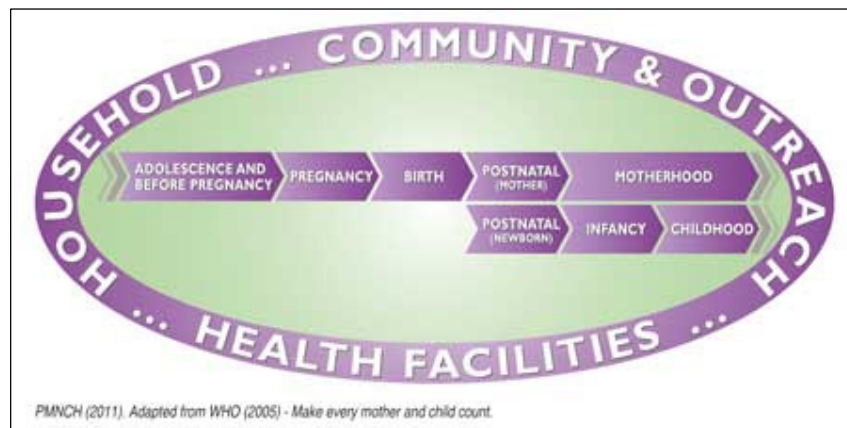 HOUSEHOLD ... COMMUNITY & OUTREACH ... HEALTH FACILITIES ...
ADOLESCENCE AND
BEFORE PREGNANCY
PREGNANCY
BIRTH
POSTNATAL
(MOTHER)
MOTHERHOOD
POSTNATAL
(NEWBORN)
INFANCY
CHILDHOOD
PMNCH (2011). Adapted from WHO (2005) - Make every mother and child count.